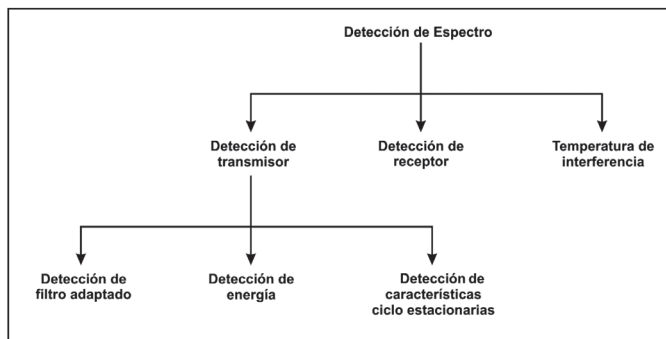 Detección de Espectro
Detección de
transmisor
Detección de
receptor
Temperatura de
interferencia
Detección de
filtro adaptado
Detección de
energía
Detección de
características
ciclo estacionarias